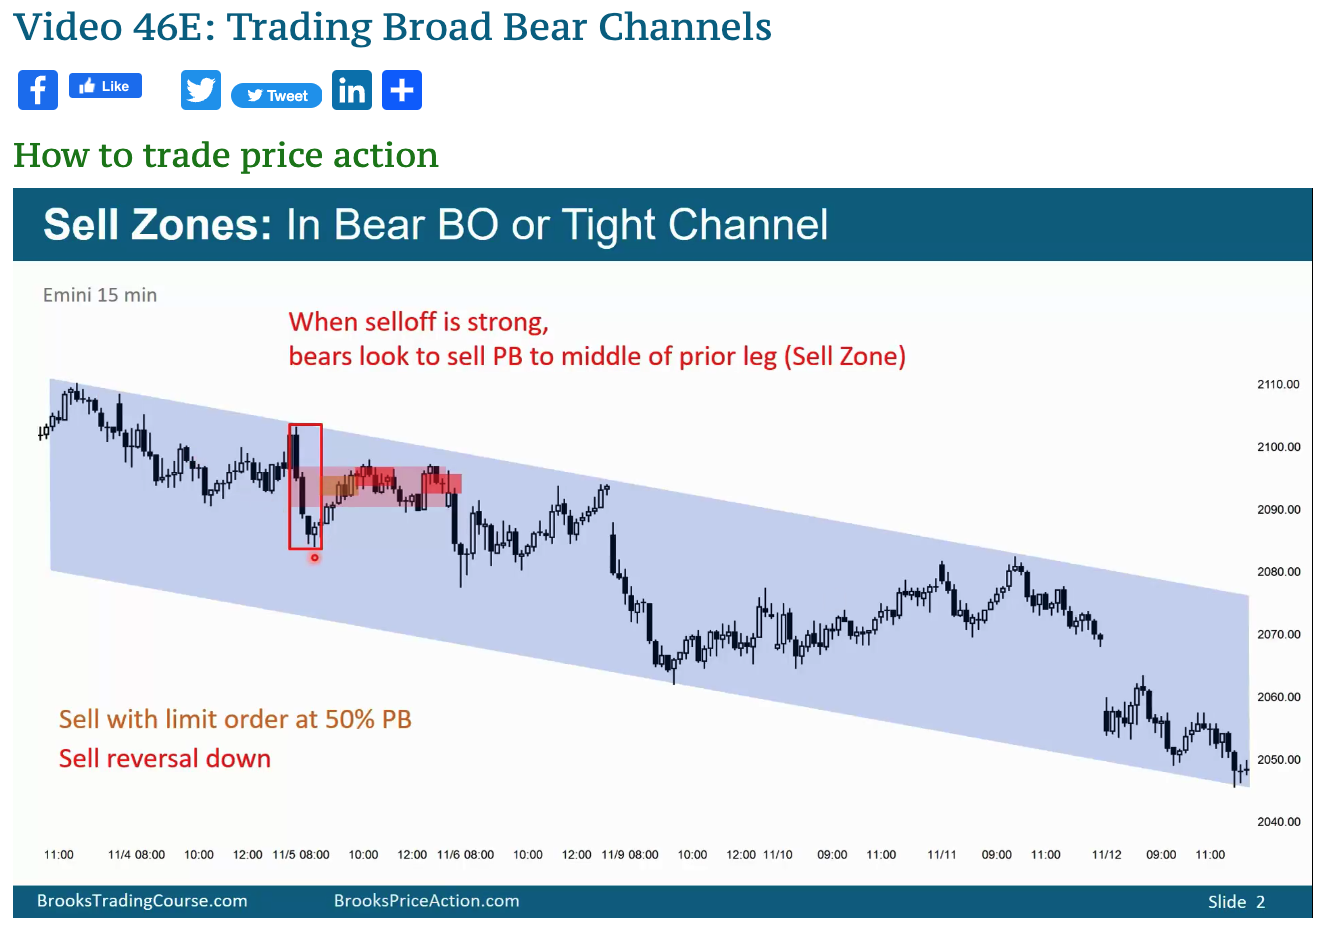 Video 46E: Trading Broad Bear Channels
Like
Tweet
How to trade price action
Sell Zones: In Bear BO or Tight Channel
Emini 15 min
When selloff is strong,
bears look to sell PB to middle of prior leg (Sell Zone)
2110.00
2100.00
2090.00
2080.00
2070.00
2060.00
2050.00
2040.00
Sell with limit order at 50% PB
Sell reversal down
11:00 11/4 08:00 10:00 12:00 11/5 08:00 10:00 12:00 11/6 08:00 10:00 12:00 11/9 08:00 10:00 12:00 11/10 09:00 11:00 11/11 09:00 11:00 11/12 09:00 11:00
BrooksTradingCourse.com BrooksPriceAction.com Slide 2